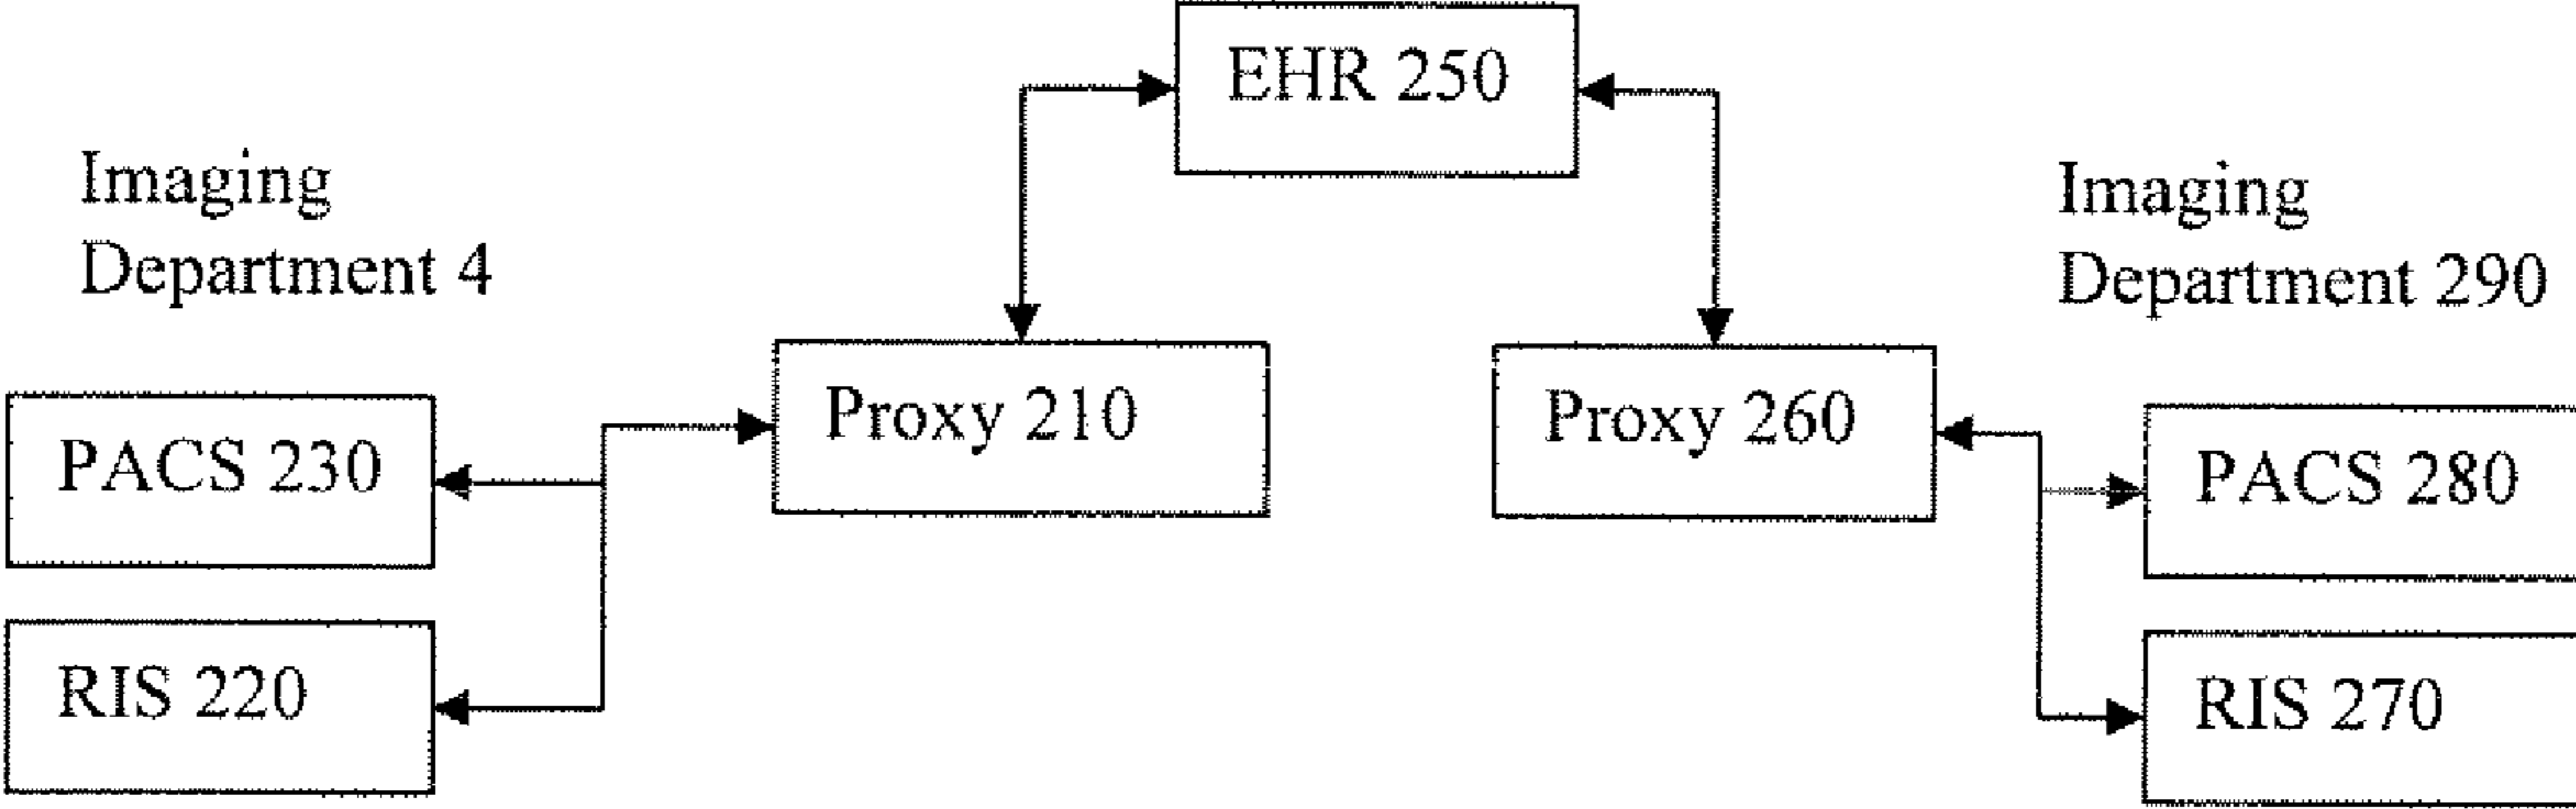 EHR 250
Imaging
Department 4
Imaging
Department 290
Proxy 210
Proxy 260
PACS 230
PACS 280
RIS 220
RIS 270